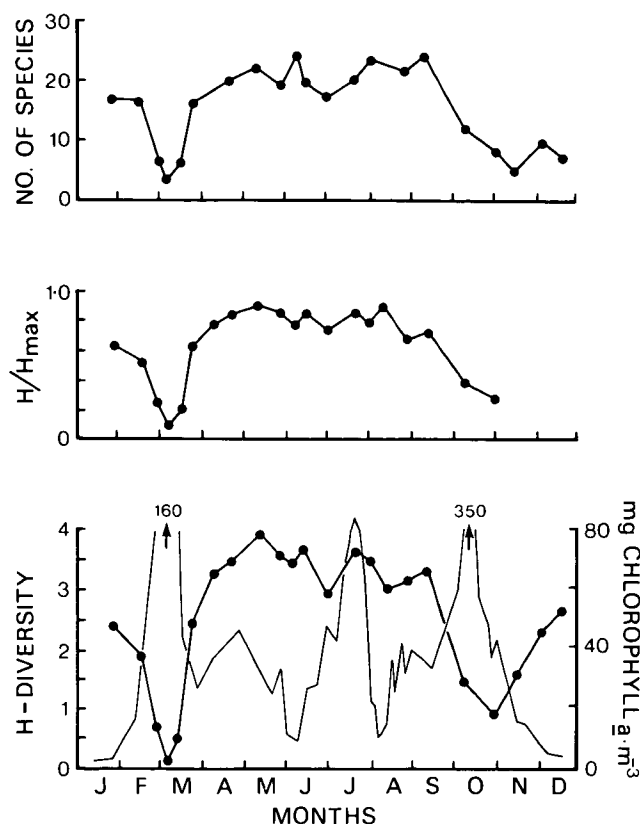 30
20
10
0
NO. OF SPECIES
1·0
0
H/Hmax
160
350
4
3
2
1
0
H-DIVERSITY
80
40
0
mg CHLOROPHYLL a·m-3
J F M A M J J A S O N D
MONTHS